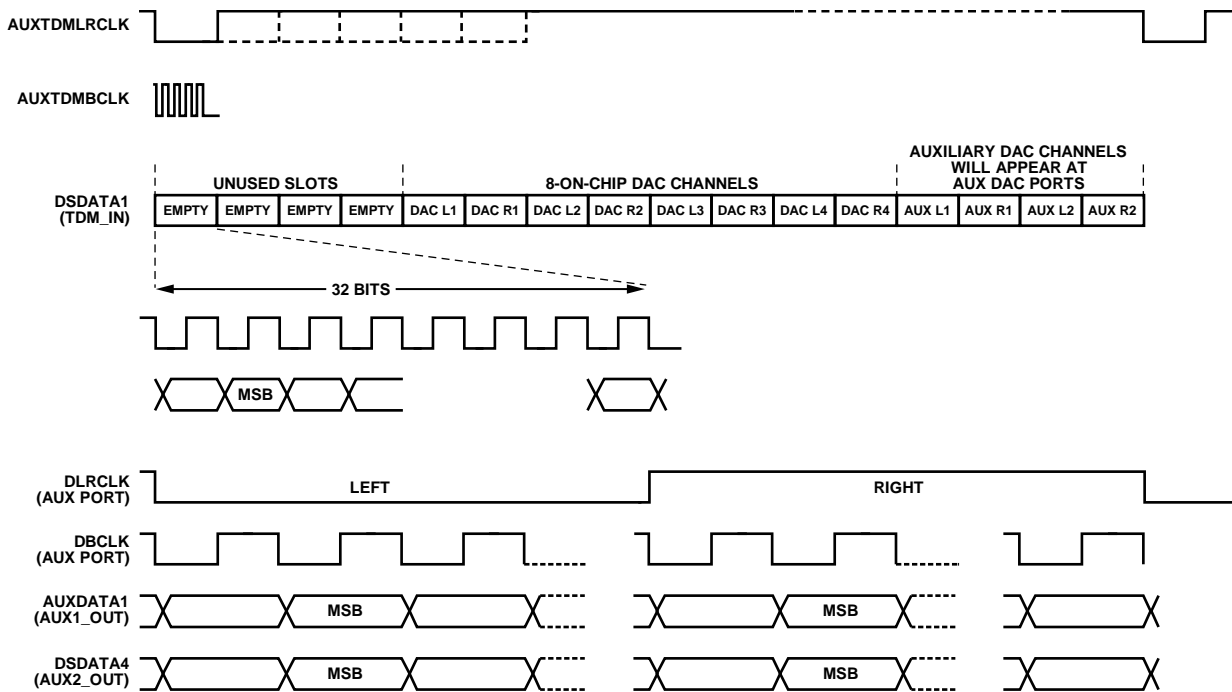 AUXTDMLRCLK
AUXTDMBCLK
AUXILIARY DAC CHANNELS
WILL APPEAR AT
AUX DAC PORTS
UNUSED SLOTS
8-ON-CHIP DAC CHANNELS
DSDATA1
(TDM_IN)
EMPTY EMPTY EMPTY EMPTY DAC L1 DAC R1 DAC L2 DAC R2 DAC L3 DAC R3 DAC L4 DAC R4 AUX L1 AUX R1 AUX L2 AUX R2
32 BITS
MSB
DLRCLK
(AUX PORT)
LEFT
RIGHT
DBCLK
(AUX PORT)
AUXDATA1
(AUX1_OUT)
MSB
MSB
DSDATA4
(AUX2_OUT)
MSB
MSB